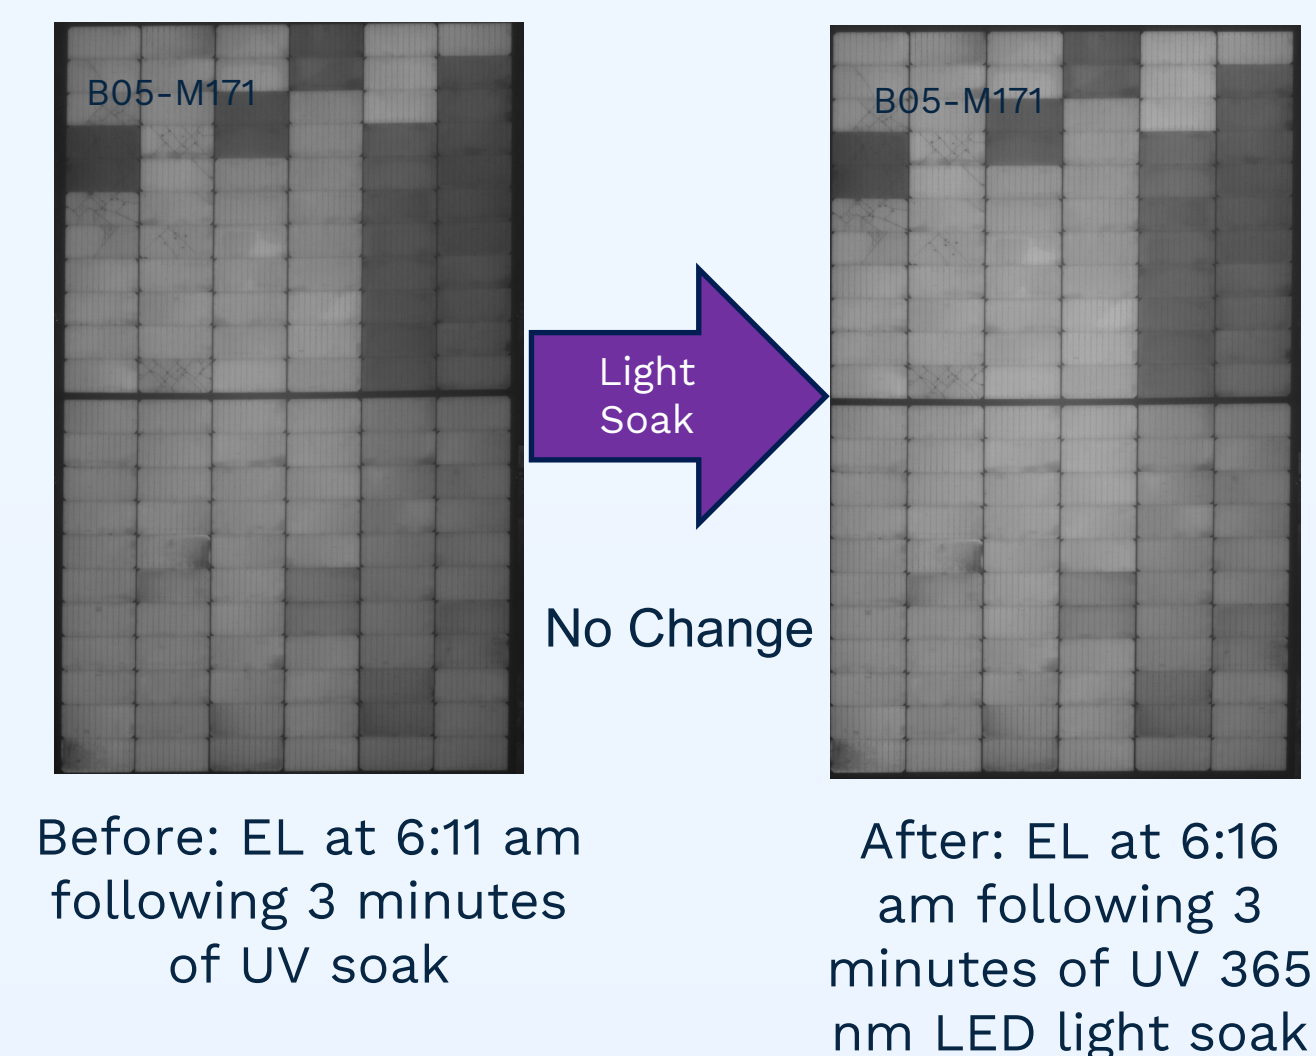 B05-M171
B05-M171
Light
Soak
No Change
Before: EL at 6:11 am
following 3 minutes
of UV soak
After: EL at 6:16
am following 3
minutes of UV 365
nm LED light soak